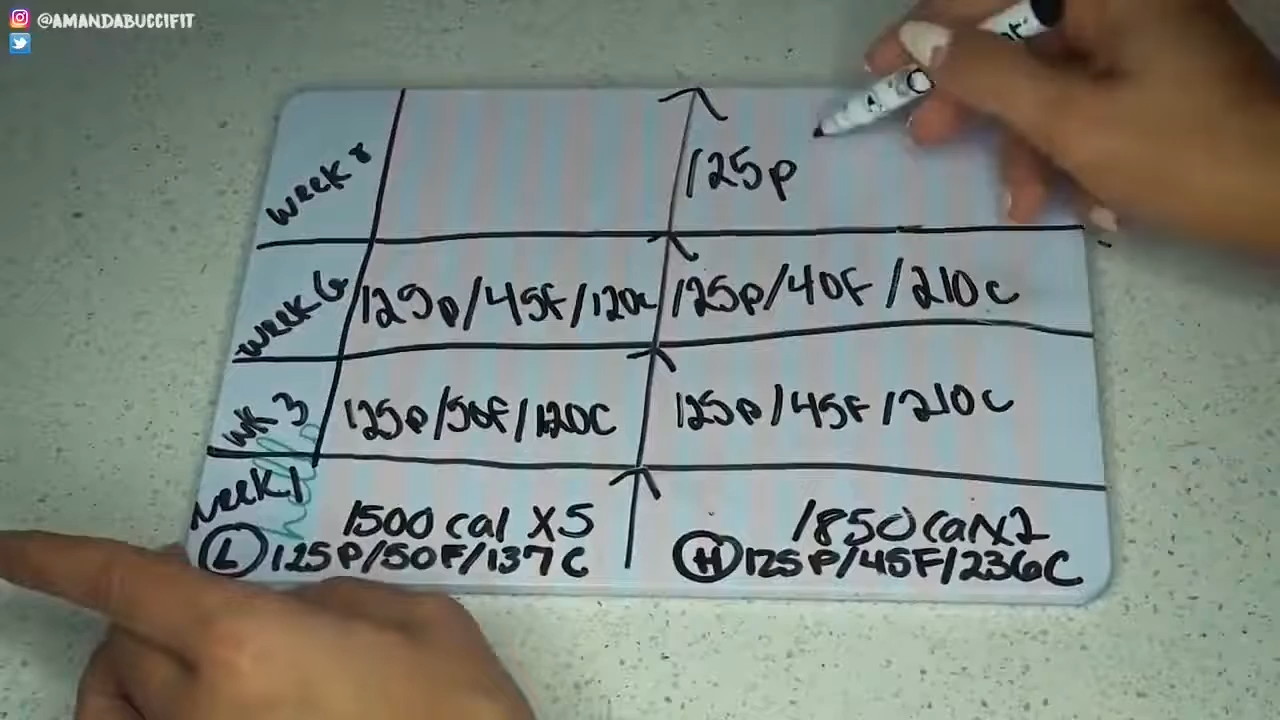 @AMANDABUCCIFIT
week 8
125p
week 6
125p/45F/120c
125p/40F/210c
wk 3
125p/50F/120C
125p/45F/210c
week 1
1500 cal X5
1850 cal X2
L 125P/50F/137C
H 125P/45F/236C